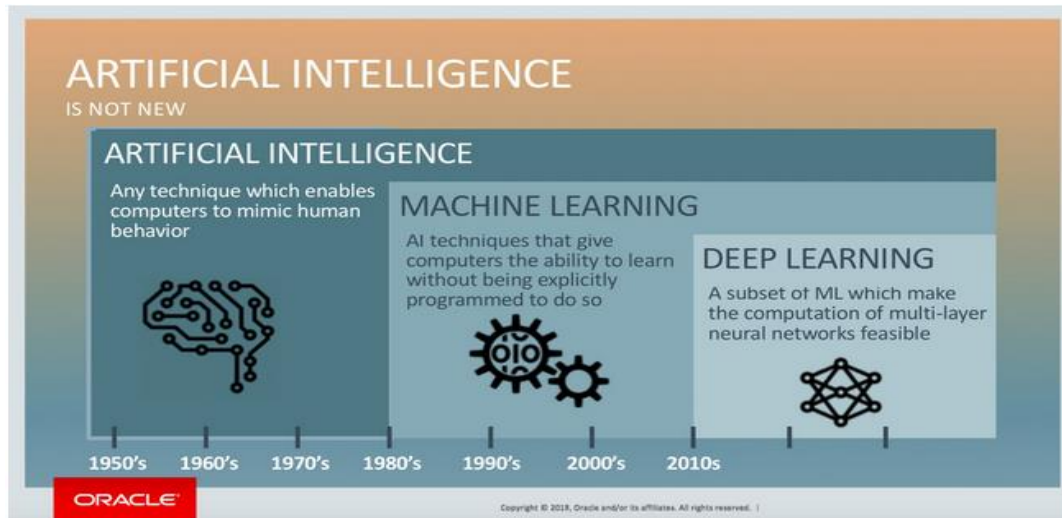 ARTIFICIAL INTELLIGENCE
IS NOT NEW
ARTIFICIAL INTELLIGENCE
Any technique which enables
computers to mimic human
behavior
MACHINE LEARNING
AI techniques that give
computers the ability to learn
without being explicitly
programmed to do so
OIO
DEEP LEARNING
A subset of ML which make
the computation of multi-layer
neural networks feasible
1950's 1960's 1970's 1980's 1990's 2000's 2010s
ORACLE
Copyright © 2018, Oracle and/or its affiliates. All rights reserved. |